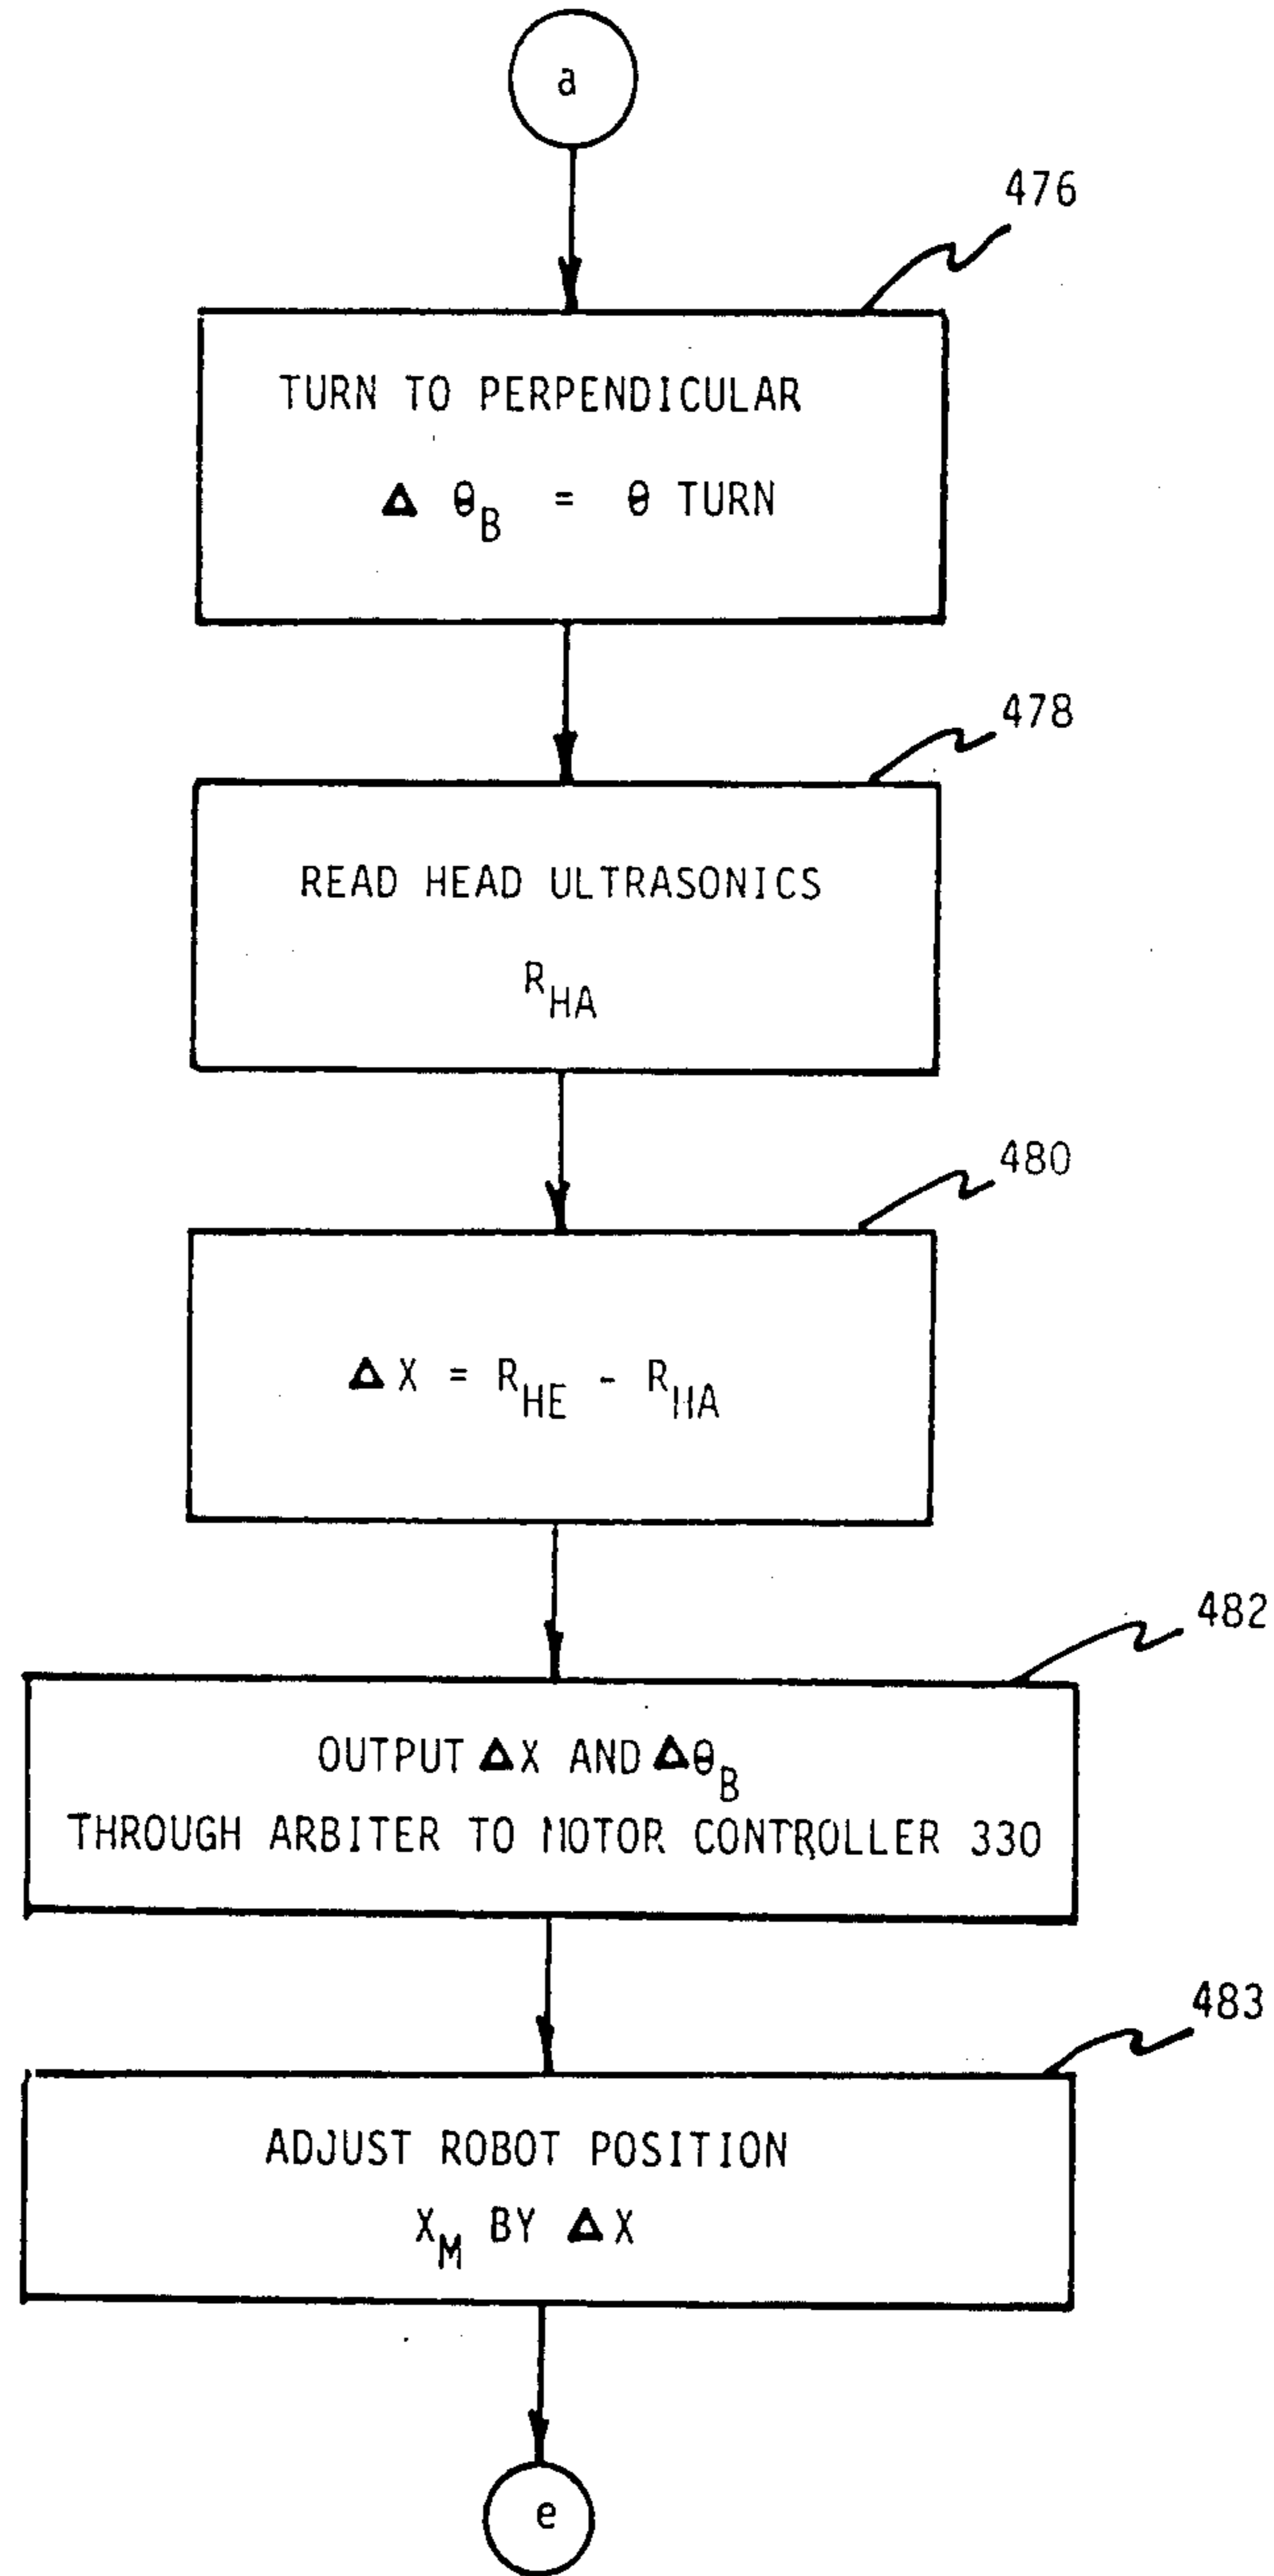 a
476
TURN TO PERPENDICULAR
Δ θB = θ TURN
478
READ HEAD ULTRASONICS
RHA
480
ΔX = RHE - RHA
482
OUTPUT ΔX AND ΔθB
THROUGH ARBITER TO MOTOR CONTROLLER 330
483
ADJUST ROBOT POSITION
XM BY ΔX
e